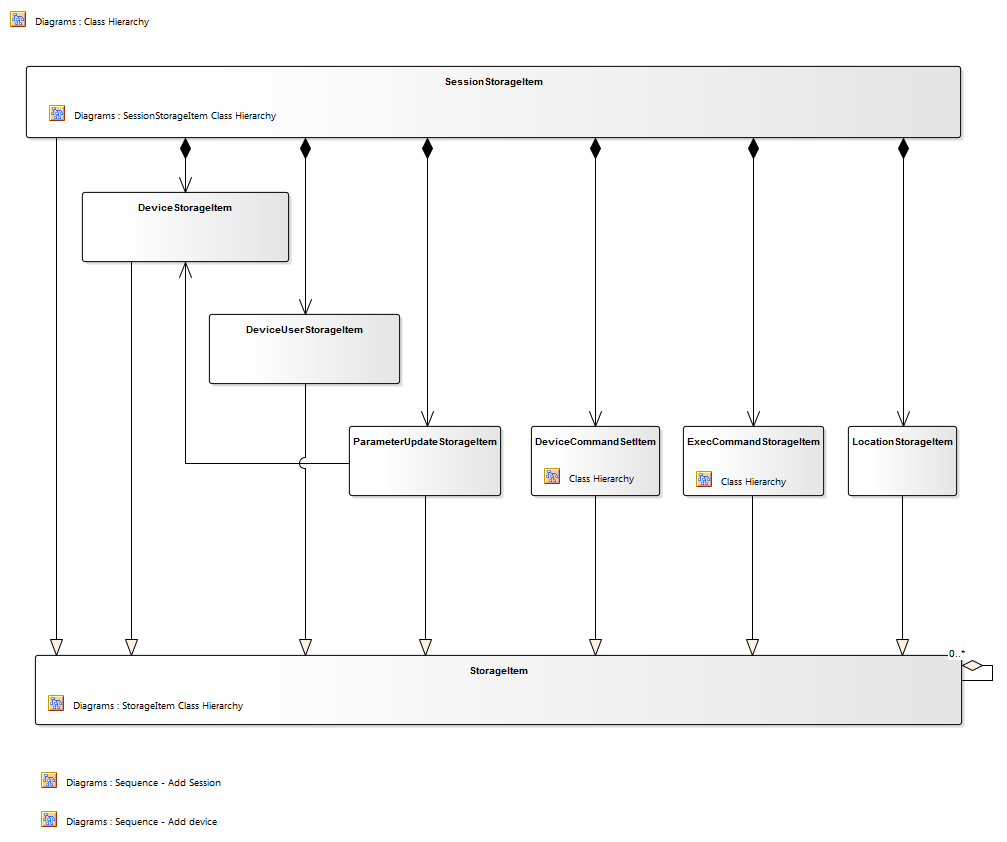 Diagrams : Class Hierarchy
SessionStorageItem
Diagrams : SessionStorageItem Class Hierarchy
DeviceStorageItem
DeviceUserStorageItem
ParameterUpdateStorageItem
DeviceCommandSetItem
ExecCommandStorageItem
LocationStorageItem
Class Hierarchy
Class Hierarchy
0..*
StorageItem
Diagrams : StorageItem Class Hierarchy
Diagrams : Sequence - Add Session
Diagrams : Sequence - Add device